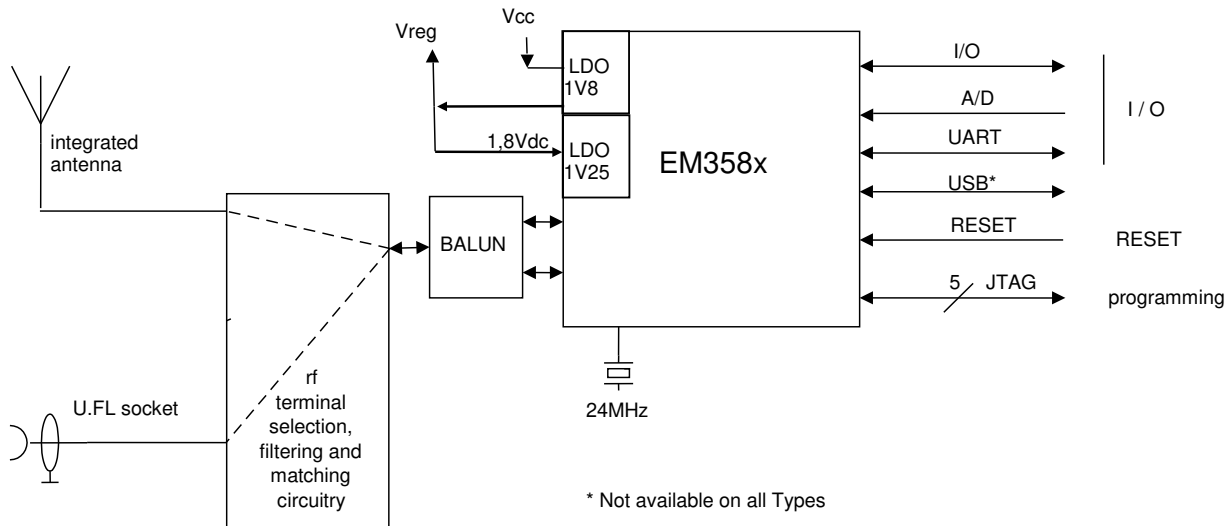 Vcc
Vreg
LDO
1V8
I/O
A/D
I / O
integrated
antenna
1,8Vdc
LDO
1V25
EM358x
UART
USB*
BALUN
RESET
RESET
5
JTAG
programming
rf
terminal
selection,
filtering and
matching
circuitry
U.FL socket
24MHz
* Not available on all Types